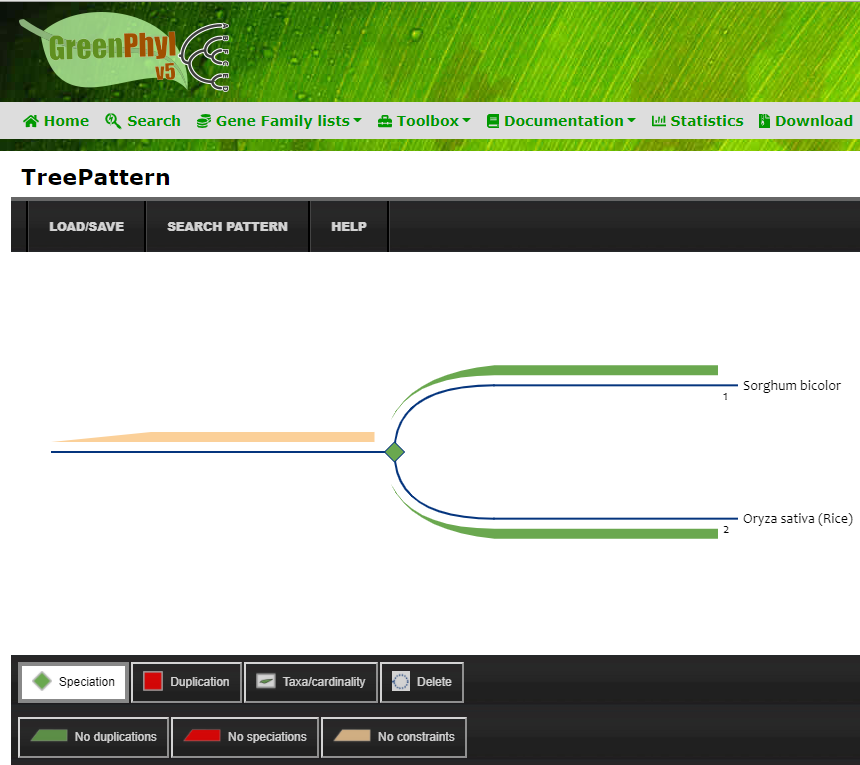 GreenPhyl
v5
Home Search Gene Family lists Toolbox Documentation Statistics Download
TreePattern
LOAD/SAVE SEARCH PATTERN HELP
Sorghum bicolor
1
Oryza sativa (Rice)
2
Speciation Duplication Taxa/cardinality Delete
No duplications No speciations No constraints